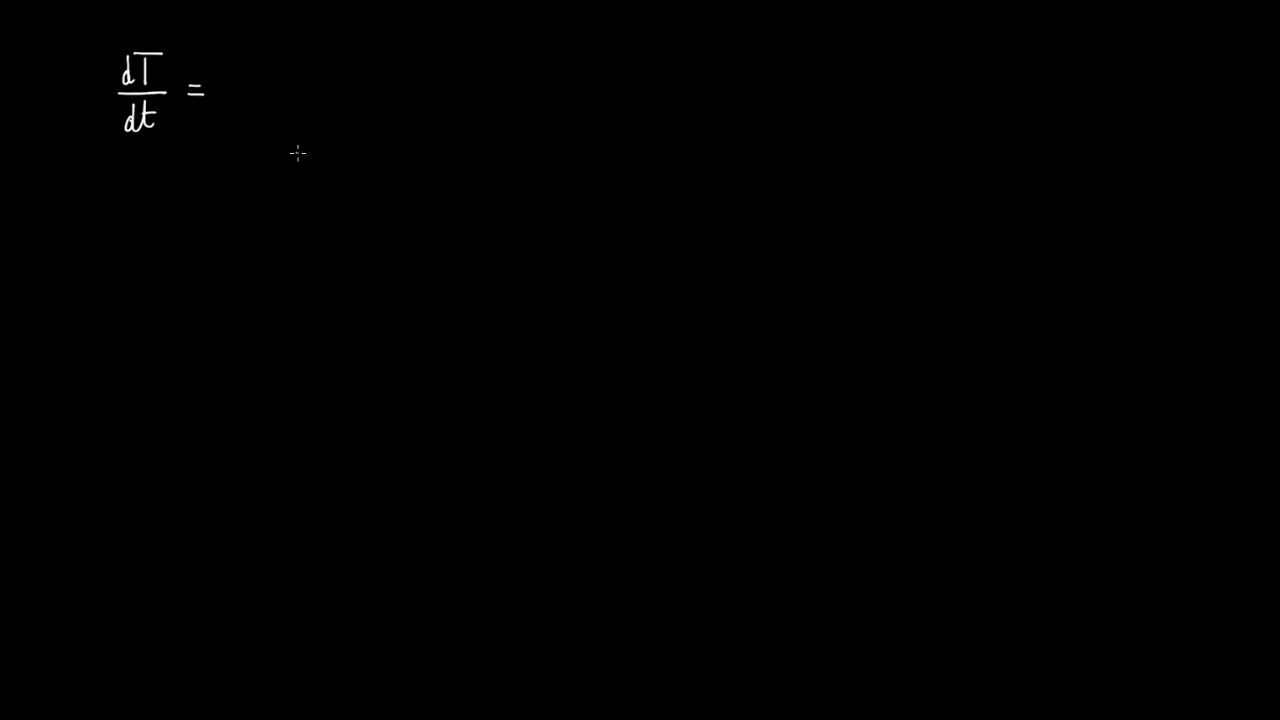 dT/dt =